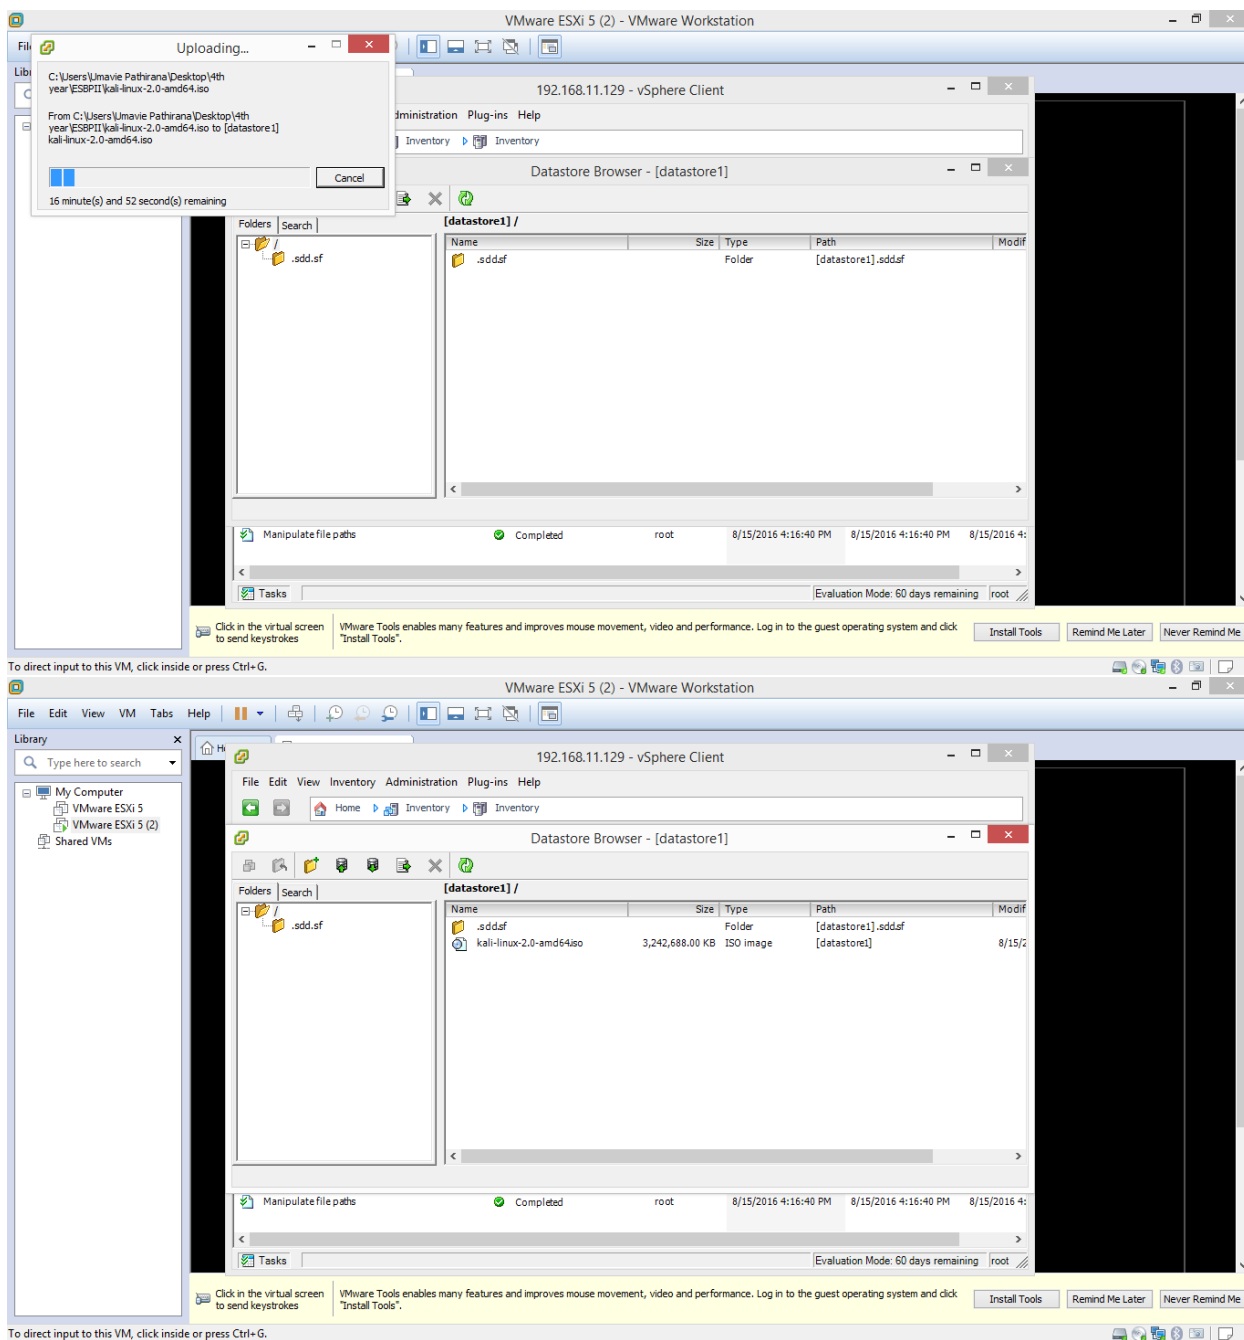 VMware ESXi 5 (2) - VMware Workstation
Uploading...
C:\Users\Umavie Pathirana\Desktop\4th
year\ESBPII\kali-linux-2.0-amd64.iso
From C:\Users\Umavie Pathirana\Desktop\4th
year\ESBPII\kali-linux-2.0-amd64.iso to [datastore1]
kali-linux-2.0-amd64.iso
Cancel
16 minute(s) and 52 second(s) remaining
192.168.11.129 - vSphere Client
Plug-ins Help
Inventory Inventory
Datastore Browser - [datastore1]
Folders Search [datastore1] /
Name Size Type Path Modif
/
.sdd.sf
.sdd.sf Folder [datastore1] .sdd.sf
Manipulate file paths Completed root 8/15/2016 4:16:40 PM 8/15/2016 4:16:40 PM 8/15/2016 4:
Tasks Evaluation Mode: 60 days remaining root
Click in the virtual screen
to send keystrokes
VMware Tools enables many features and improves mouse movement, video and performance. Log in to the guest operating system and click
"Install Tools".
Install Tools Remind Me Later Never Remind Me
To direct input to this VM, click inside or press Ctrl+G.
VMware ESXi 5 (2) - VMware Workstation
File Edit View VM Tabs Help
Library
Type here to search
My Computer
VMware ESXi 5
VMware ESXi 5 (2)
Shared VMs
192.168.11.129 - vSphere Client
File Edit View Inventory Administration Plug-ins Help
Home Inventory Inventory
Datastore Browser - [datastore1]
Folders Search [datastore1] /
Name Size Type Path Modif
/
.sdd.sf
.sdd.sf Folder [datastore1] .sdd.sf
kali-linux-2.0-amd64.iso 3,242,688.00 KB ISO image [datastore1] 8/15/2
Manipulate file paths Completed root 8/15/2016 4:16:40 PM 8/15/2016 4:16:40 PM 8/15/2016 4:
Tasks Evaluation Mode: 60 days remaining root
Click in the virtual screen
to send keystrokes
VMware Tools enables many features and improves mouse movement, video and performance. Log in to the guest operating system and click
"Install Tools".
Install Tools Remind Me Later Never Remind Me
To direct input to this VM, click inside or press Ctrl+G.